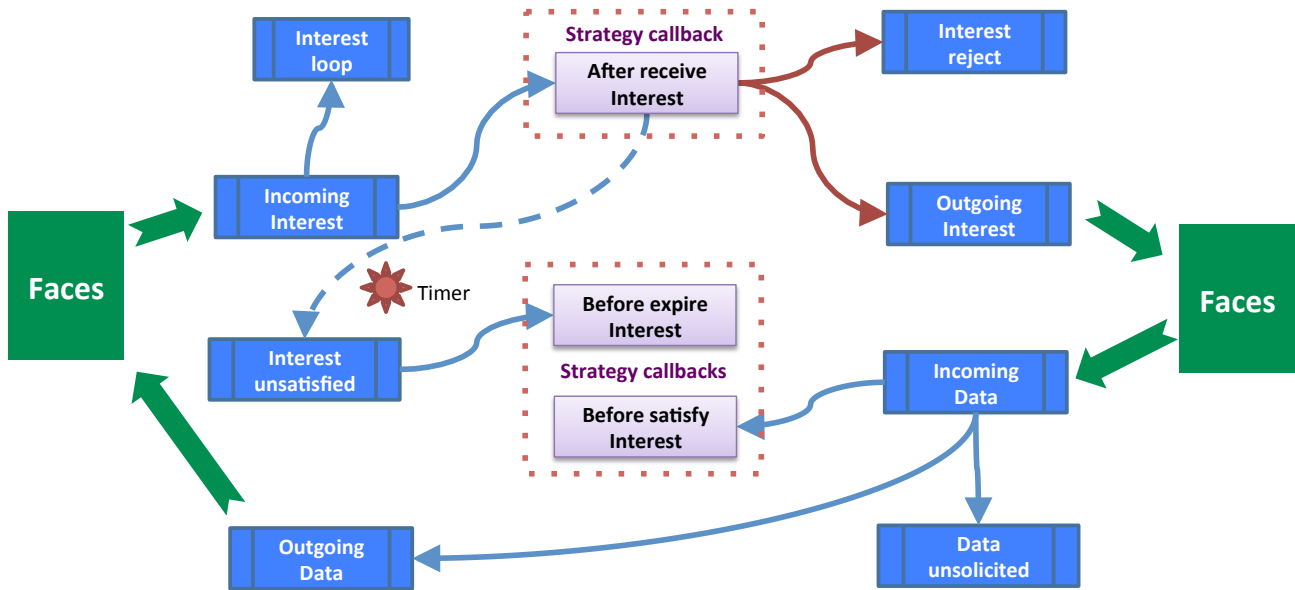 Interest
loop
Strategy callback
After receive
Interest
Interest
reject
Incoming
Interest
Outgoing
Interest
Faces
Faces
Timer
Before expire
Interest
Interest
unsatisfied
Strategy callbacks
Incoming
Data
Before satisfy
Interest
Outgoing
Data
Data
unsolicited